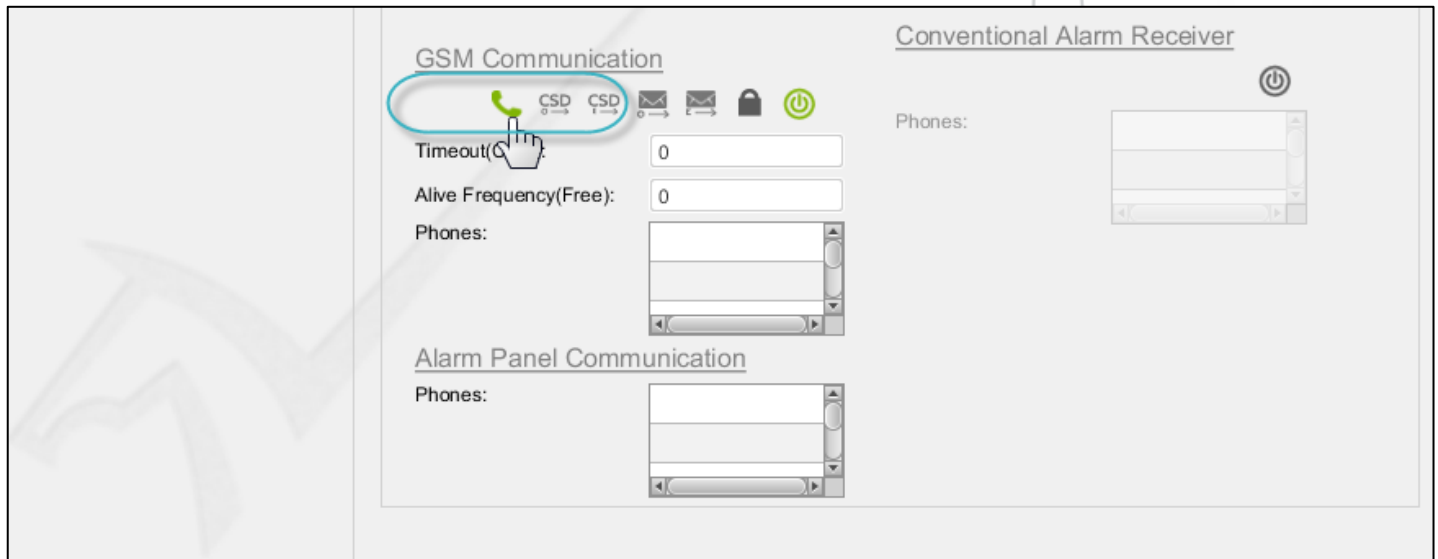 GSM Communication
CSD CSD
Timeout(
0
Alive Frequency(Free):
0
Phones:
Alarm Panel Communication
Phones:
Conventional Alarm Receiver
Phones: